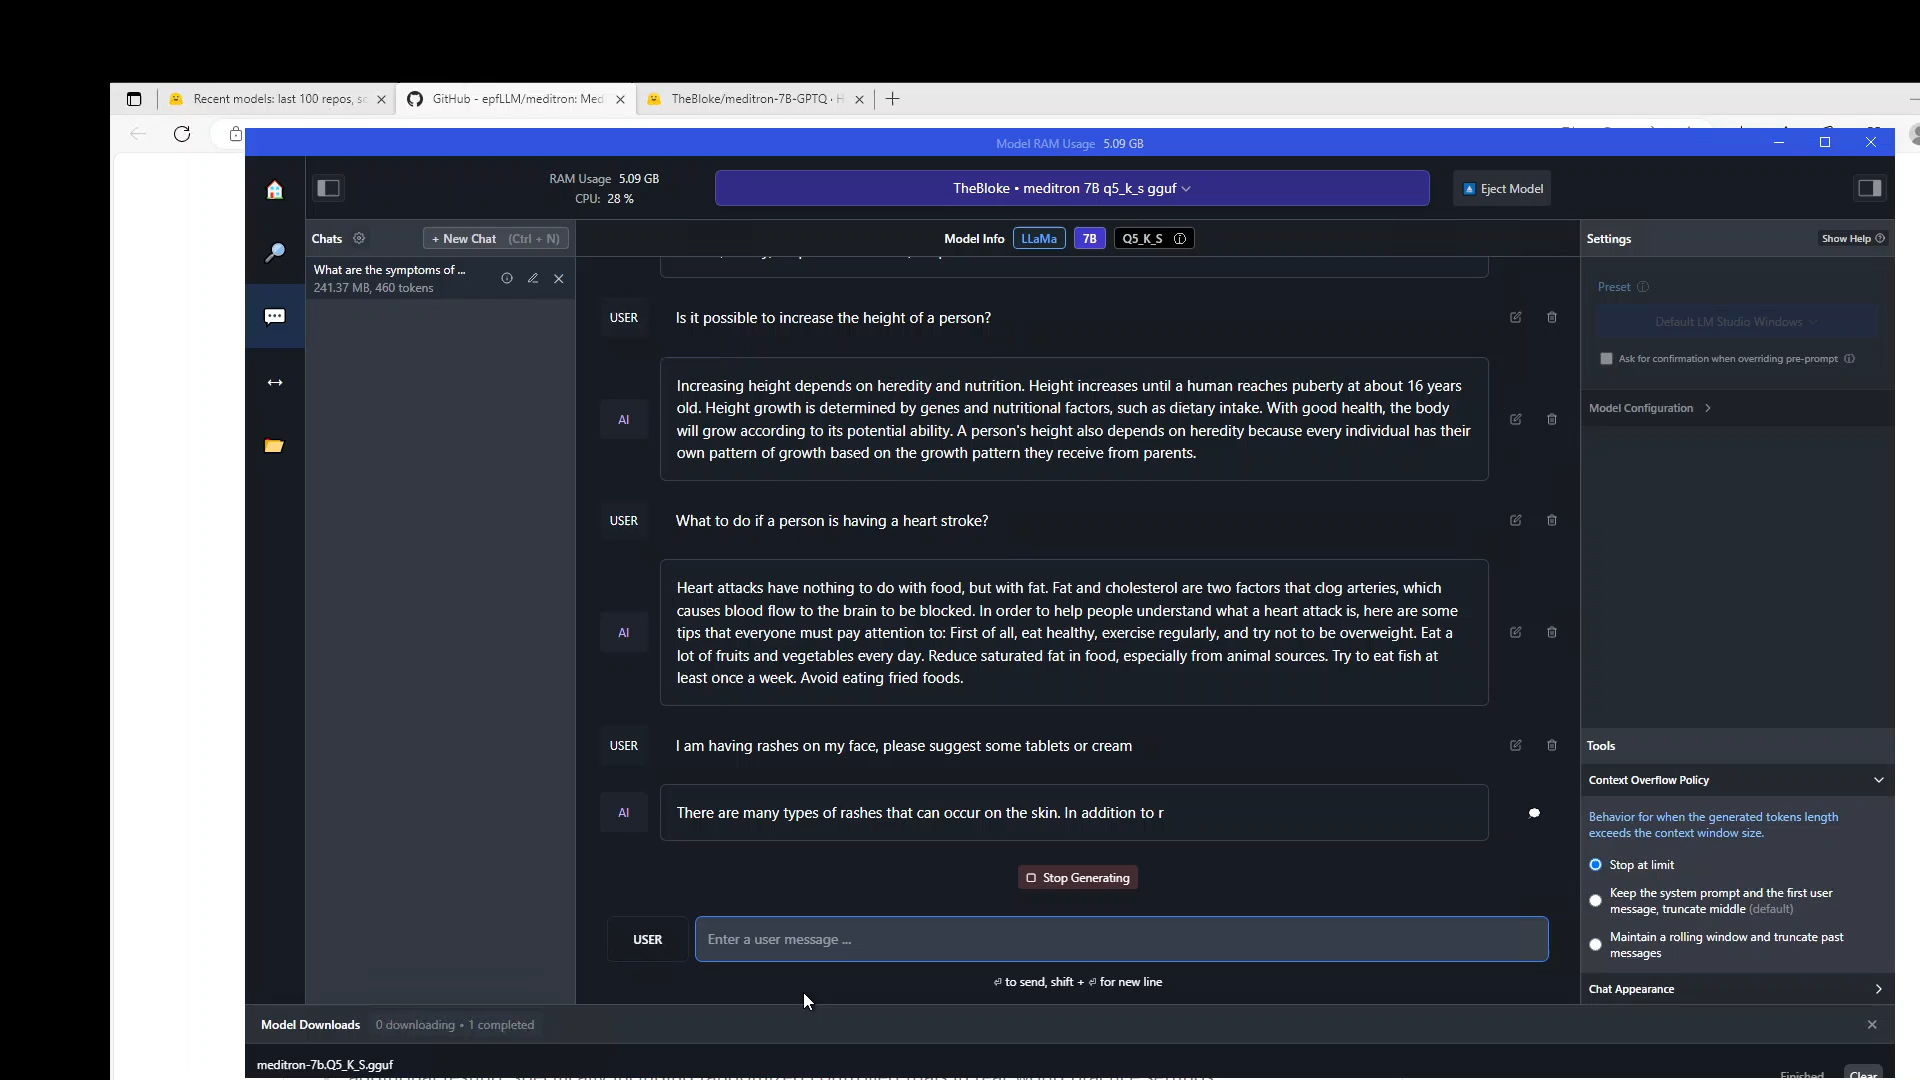 Recent models: last 100 repos, so
GitHub - epfLLM/meditron: Med
TheBloke/meditron-7B-GPTQ · H
Model RAM Usage 5.09 GB
RAM Usage 5.09 GB
CPU: 28 %
TheBloke • meditron 7B q5_k_s gguf
Eject Model
Chats
+ New Chat (Ctrl + N)
Model Info LLaMa 7B Q5_K_S
Settings
Show Help
What are the symptoms of ...
241.37 MB, 460 tokens
Preset
Default LM Studio Windows
Ask for confirmation when overriding pre-prompt
Model Configuration
USER
Is it possible to increase the height of a person?
AI
Increasing height depends on heredity and nutrition. Height increases until a human reaches puberty at about 16 years
old. Height growth is determined by genes and nutritional factors, such as dietary intake. With good health, the body
will grow according to its potential ability. A person's height also depends on heredity because every individual has their
own pattern of growth based on the growth pattern they receive from parents.
USER
What to do if a person is having a heart stroke?
AI
Heart attacks have nothing to do with food, but with fat. Fat and cholesterol are two factors that clog arteries, which
causes blood flow to the brain to be blocked. In order to help people understand what a heart attack is, here are some
tips that everyone must pay attention to: First of all, eat healthy, exercise regularly, and try not to be overweight. Eat a
lot of fruits and vegetables every day. Reduce saturated fat in food, especially from animal sources. Try to eat fish at
least once a week. Avoid eating fried foods.
USER
I am having rashes on my face, please suggest some tablets or cream
AI
There are many types of rashes that can occur on the skin. In addition to r
Stop Generating
USER
Enter a user message ...
⏎ to send, shift + ⏎ for new line
Tools
Context Overflow Policy
Behavior for when the generated tokens length
exceeds the context window size.
Stop at limit
Keep the system prompt and the first user
message, truncate middle (default)
Maintain a rolling window and truncate past
messages
Chat Appearance
Model Downloads 0 downloading • 1 completed
meditron-7b.Q5_K_S.gguf
Finished
Clear